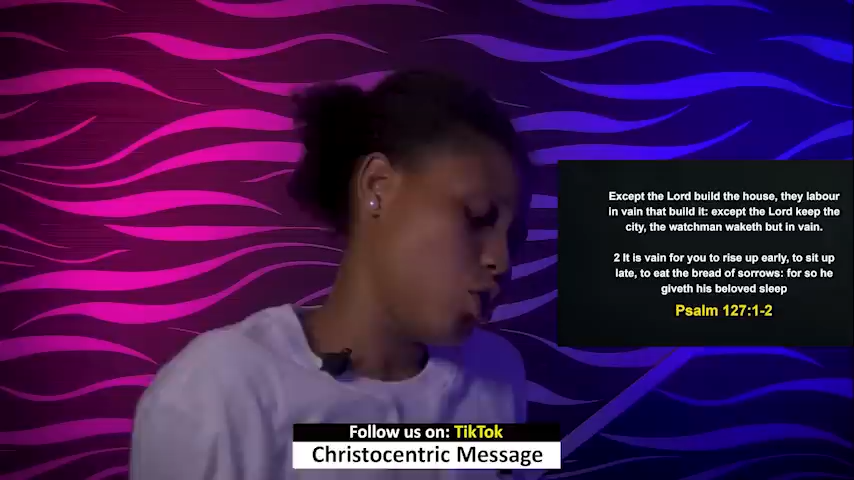 Except the Lord build the house, they labour
in vain that build it: except the Lord keep the
city, the watchman waketh but in vain.
2 It is vain for you to rise up early, to sit up
late, to eat the bread of sorrows: for so he
giveth his beloved sleep
Psalm 127:1-2
Follow us on: TikTok
Christocentric Message